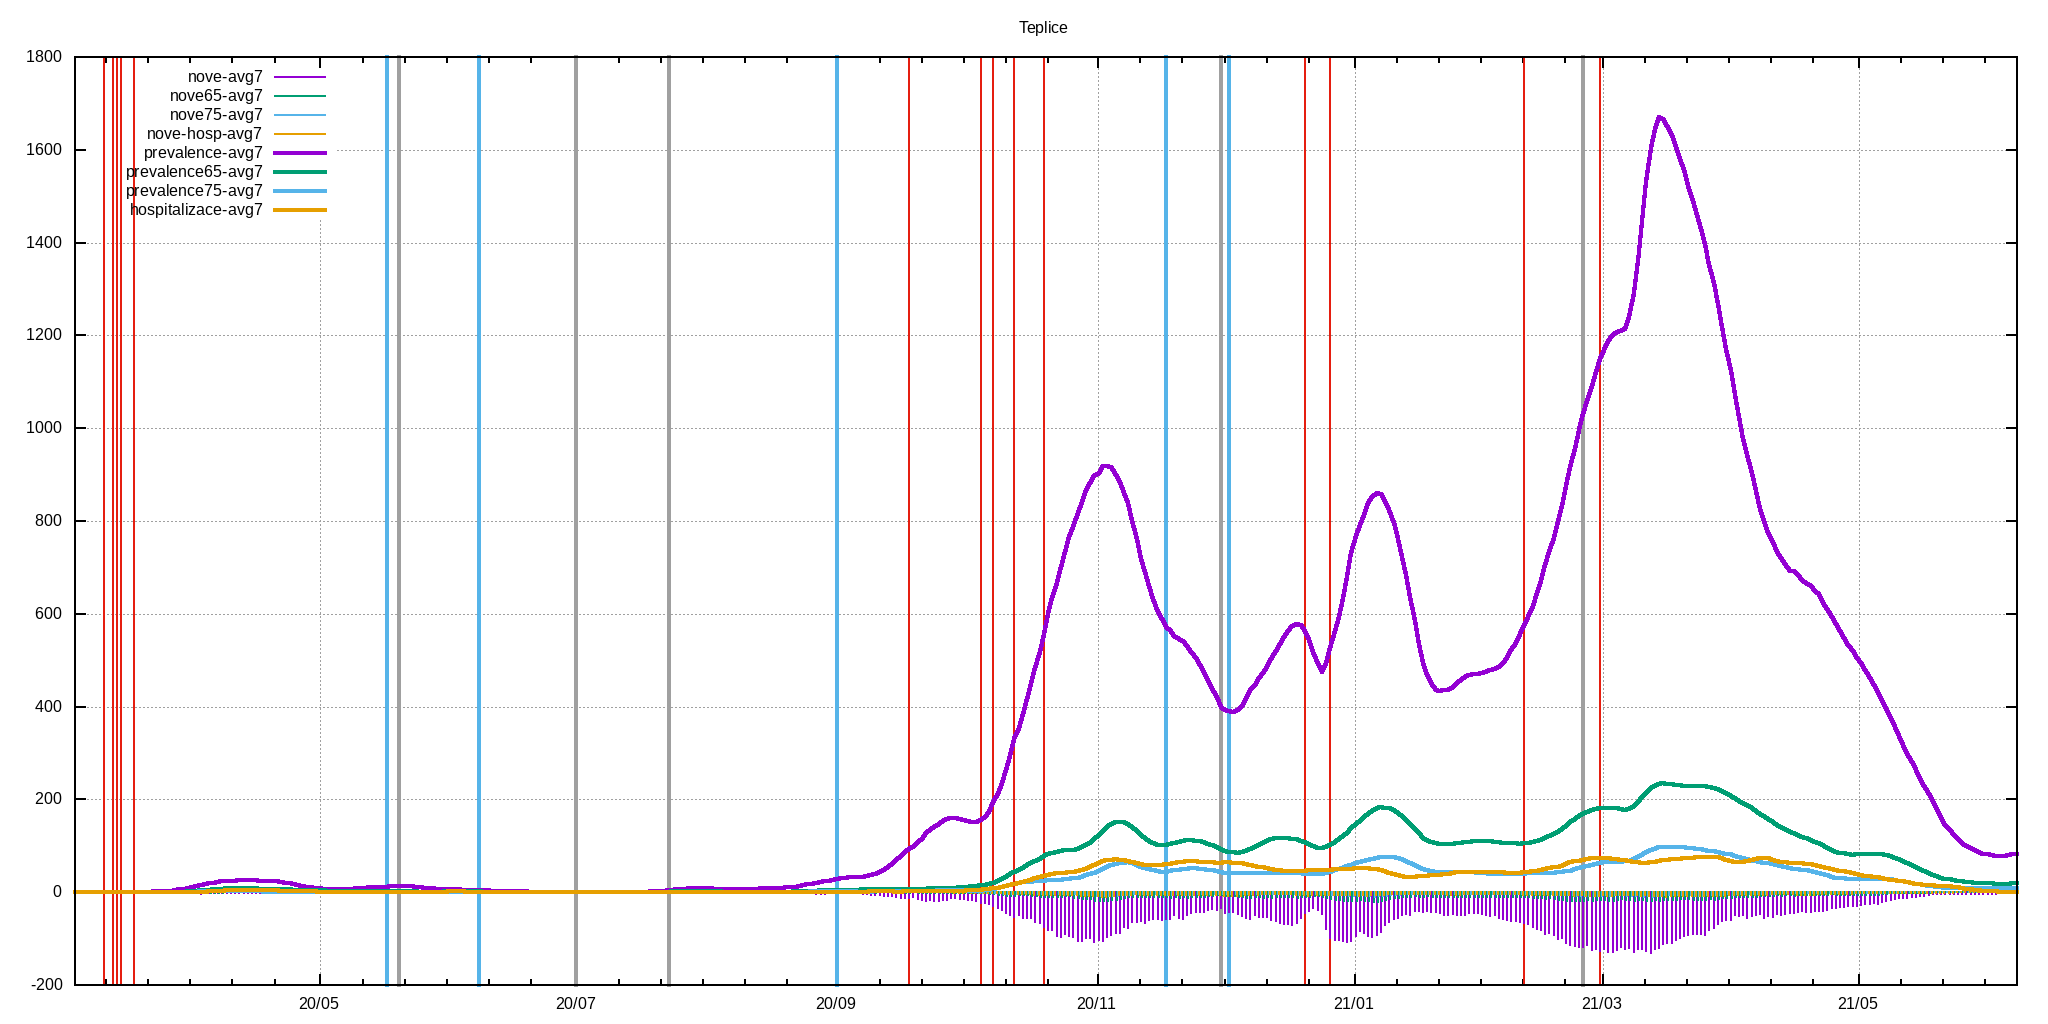 Teplice
1800
1600
1400
1200
1000
800
600
400
200
0
-200
nove-avg7
nove65-avg7
nove75-avg7
nove-hosp-avg7
prevalence-avg7
prevalence65-avg7
prevalence75-avg7
hospitalizace-avg7
20/05 20/07 20/09 20/11 21/01 21/03 21/05